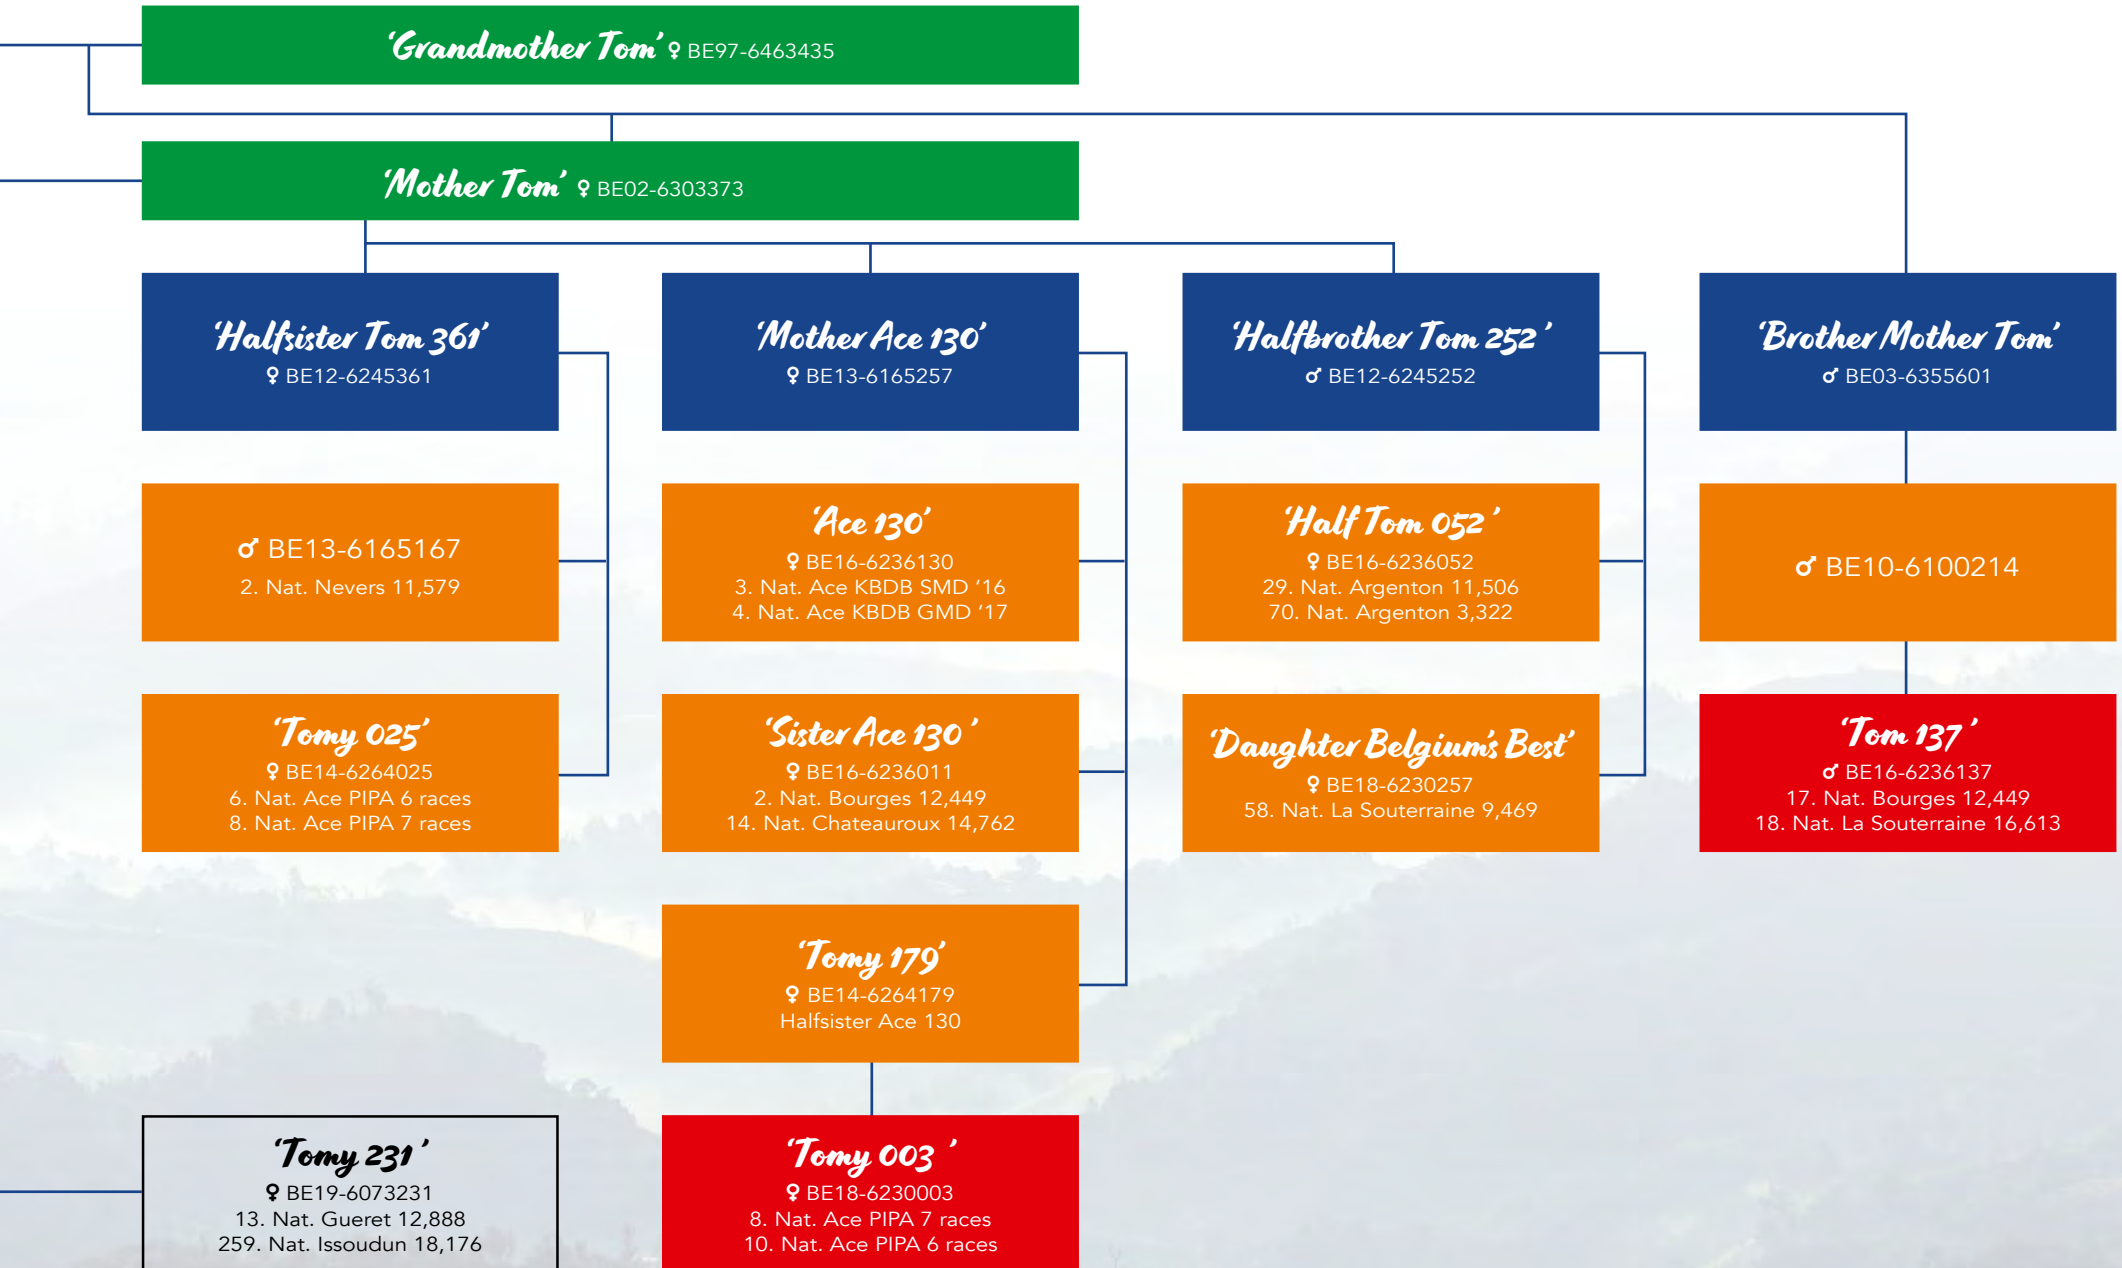 ‘Grandmother Tom’ ♀ BE97-6463435
‘Mother Tom’ ♀ BE02-6303373
‘Halfsister Tom 361’
♀ BE12-6245361
‘Mother Ace 130’
♀ BE13-6165257
‘Halfbrother Tom 252 ’
♂ BE12-6245252
‘Brother Mother Tom’
♂ BE03-6355601
♂ BE13-6165167
2. Nat. Nevers 11,579
‘Ace 130’
♀ BE16-6236130
3. Nat. Ace KBDB SMD ‘16
4. Nat. Ace KBDB GMD ‘17
‘Half Tom 052 ’
♀ BE16-6236052
29. Nat. Argenton 11,506
70. Nat. Argenton 3,322
♂ BE10-6100214
‘Tomy 025’
♀ BE14-6264025
6. Nat. Ace PIPA 6 races
8. Nat. Ace PIPA 7 races
‘Sister Ace 130 ’
♀ BE16-6236011
2. Nat. Bourges 12,449
14. Nat. Chateauroux 14,762
‘Daughter Belgium's Best’
♀ BE18-6230257
58. Nat. La Souterraine 9,469
‘Tom 137 ’
♂ BE16-6236137
17. Nat. Bourges 12,449
18. Nat. La Souterraine 16,613
‘Tomy 179’
♀ BE14-6264179
Halfsister Ace 130
‘Tomy 231 ’
♀ BE19-6073231
13. Nat. Gueret 12,888
259. Nat. Issoudun 18,176
‘Tomy 003 ’
♀ BE18-6230003
8. Nat. Ace PIPA 7 races
10. Nat. Ace PIPA 6 races